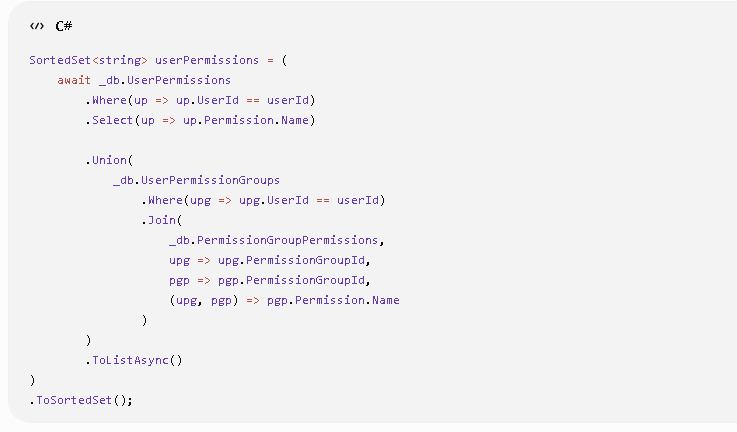 </> C#
SortedSet<string> userPermissions = (
    await _db.UserPermissions
        .Where(up => up.UserId == userId)
        .Select(up => up.Permission.Name)

        .Union(
            _db.UserPermissionGroups
                .Where(upg => upg.UserId == userId)
                .Join(
                    _db.PermissionGroupPermissions,
                    upg => upg.PermissionGroupId,
                    pgp => pgp.PermissionGroupId,
                    (upg, pgp) => pgp.Permission.Name
                )
        )
        .ToListAsync()
)
.ToSortedSet();